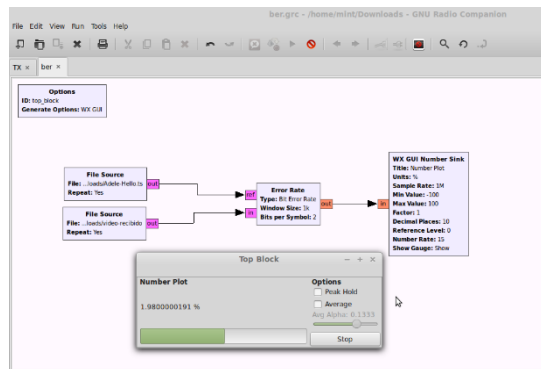 ber.grc - /home/mint/Downloads - GNU Radio Companion
File Edit View Run Tools Help
TX × ber ×
Options
ID: top_block
Generate Options: WX GUI
File Source
File: ...loads/Adele-Hello.ts
Repeat: Yes
out
File Source
File: ...loads/video-recibido
Repeat: Yes
out
ref
in
Error Rate
Type: Bit Error Rate
Window Size: 1k
Bits per Symbol: 2
out
in
WX GUI Number Sink
Title: Number Plot
Units: %
Sample Rate: 1M
Min Value: -100
Max Value: 100
Factor: 1
Decimal Places: 10
Reference Level: 0
Number Rate: 15
Show Gauge: Show
Top Block
Number Plot
1.9800000191 %
Options
Peak Hold
Average
Avg Alpha: 0.1333
Stop